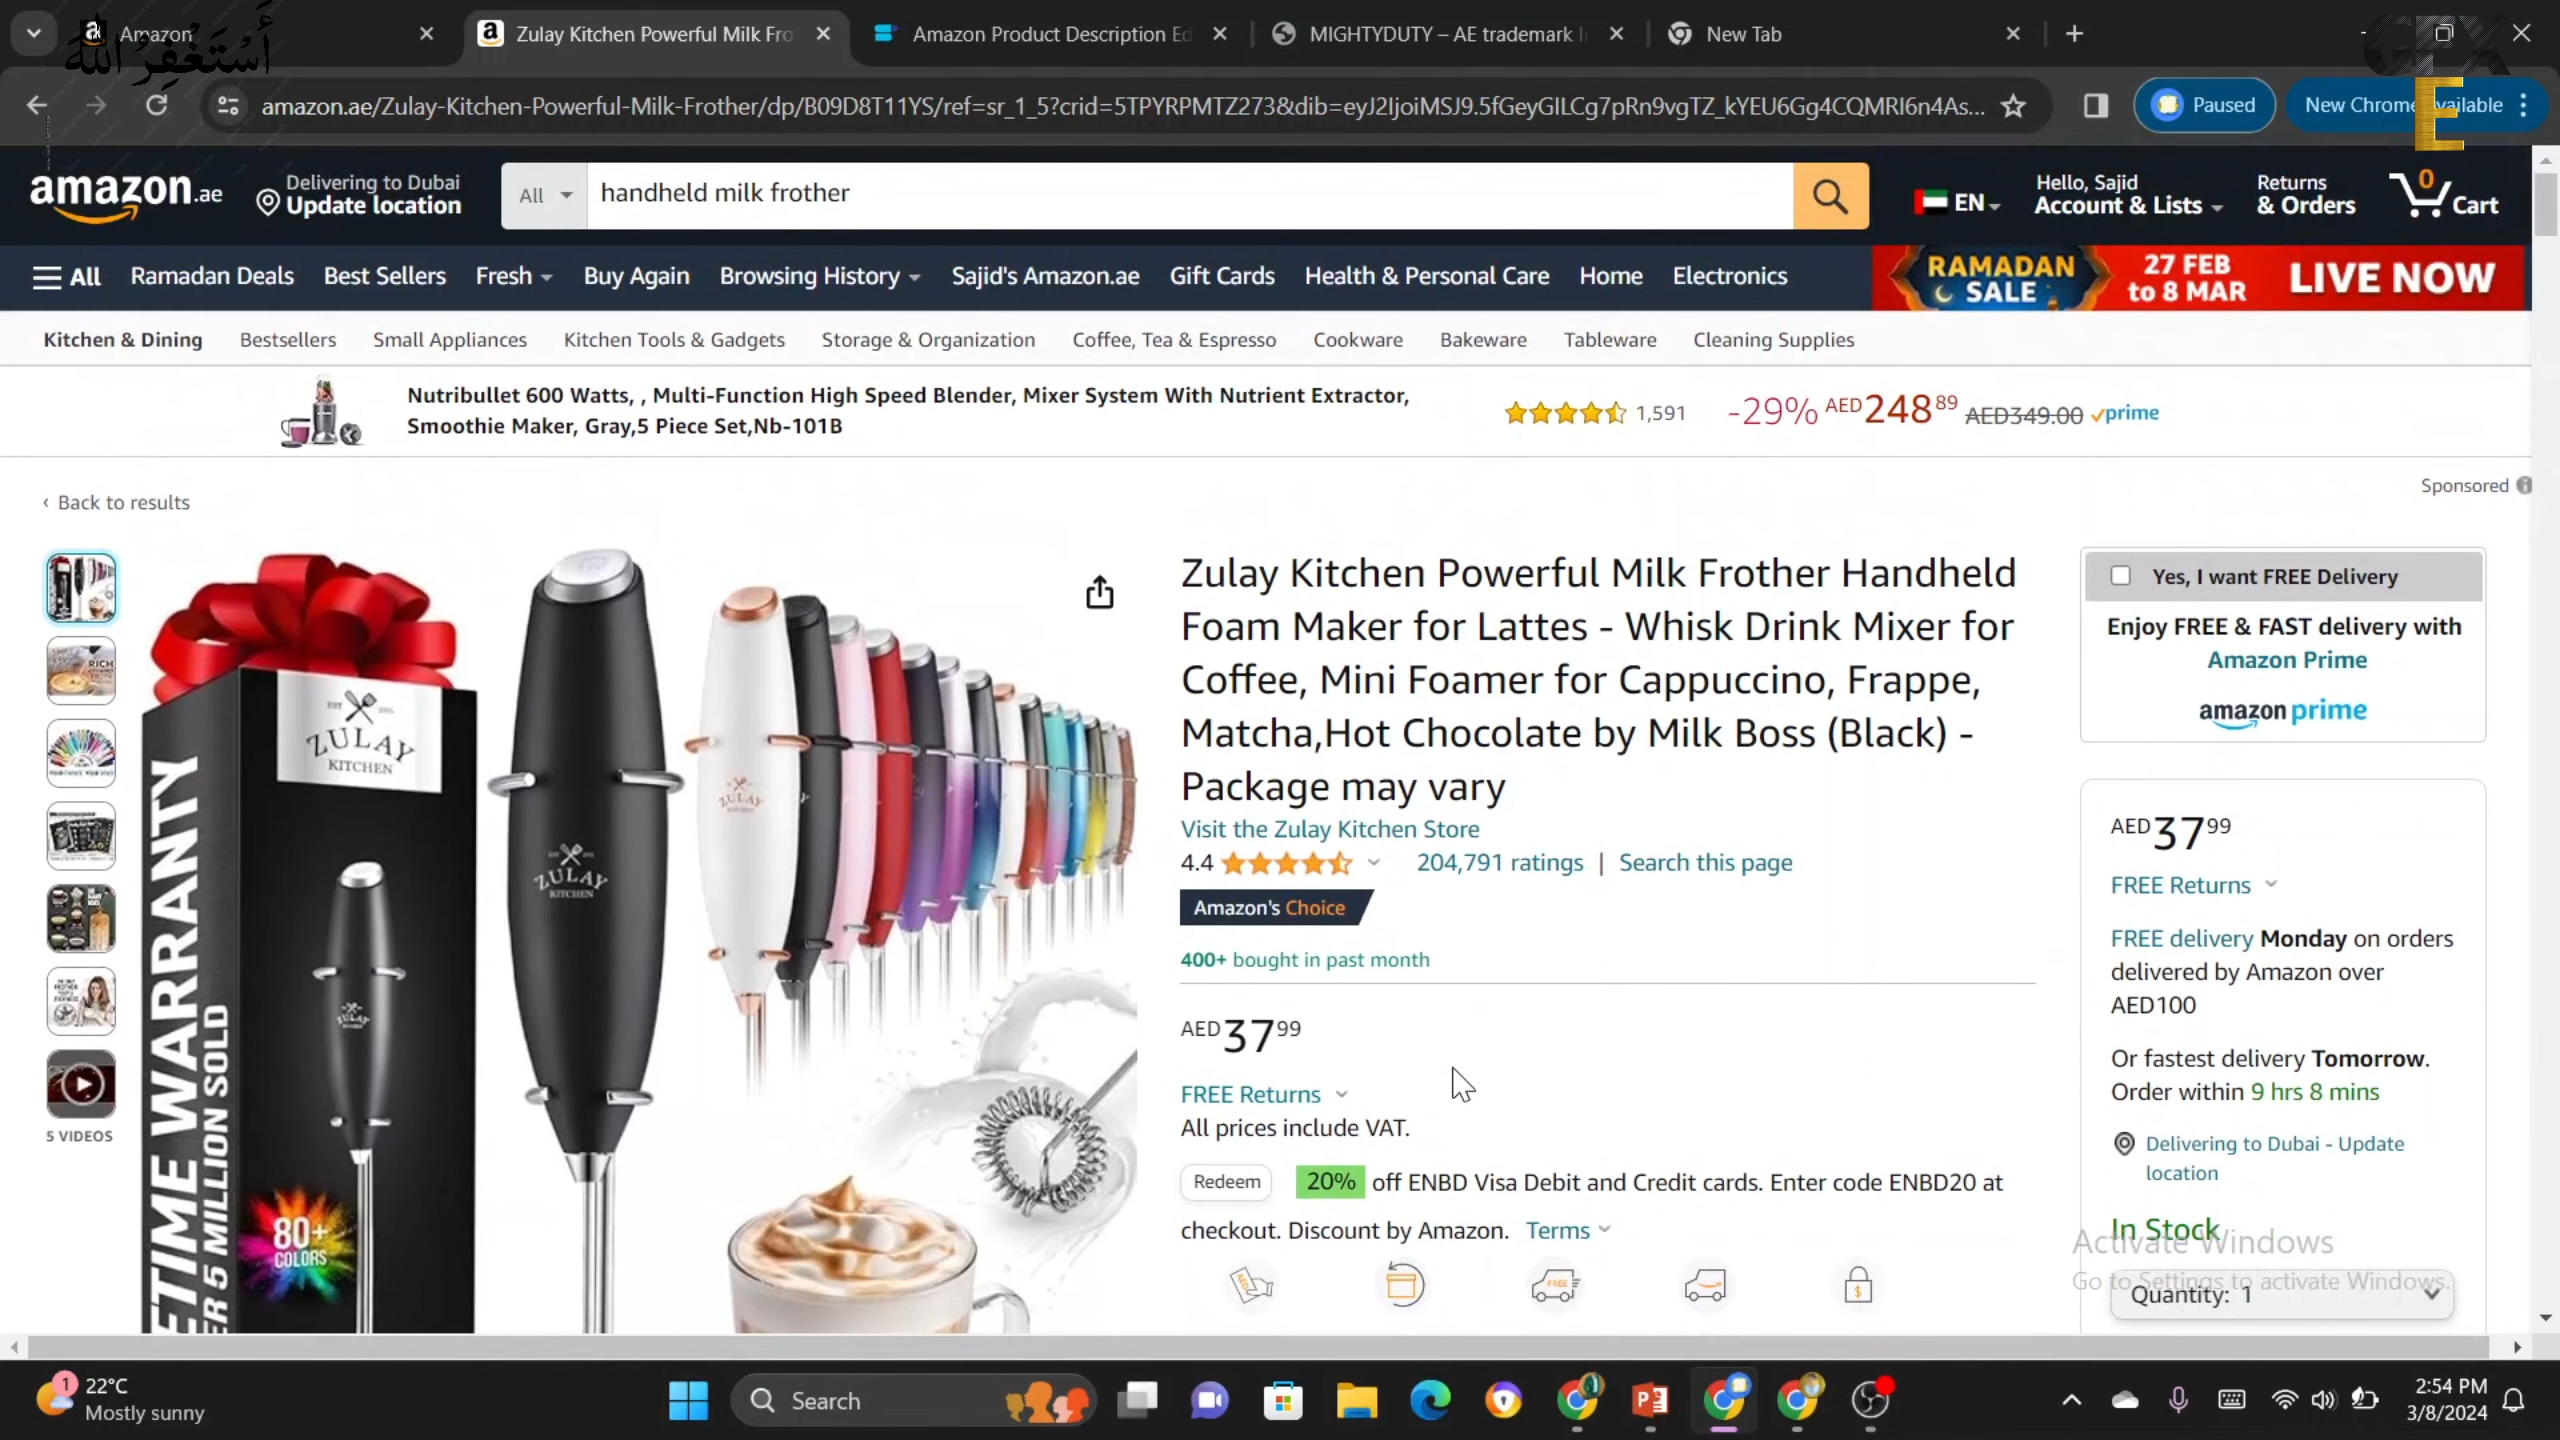 Amazon
Zulay Kitchen Powerful Milk Fro
Amazon Product Description Ed
MIGHTYDUTY – AE trademark I
New Tab
أَسْتَغْفِرُ اللهَ
amazon.ae/Zulay-Kitchen-Powerful-Milk-Frother/dp/B09D8T11YS/ref=sr_1_5?crid=5TPYRPMTZ273&dib=eyJ2IjoiMSJ9.5fGeyGILCg7pRn9vgTZ_kYEU6Gg4CQMRI6n4As...
Paused
New Chrome available
E
amazon.ae
Delivering to Dubai
Update location
All
handheld milk frother
EN
Hello, Sajid
Account & Lists
Returns
& Orders
0
Cart
All
Ramadan Deals
Best Sellers
Fresh
Buy Again
Browsing History
Sajid's Amazon.ae
Gift Cards
Health & Personal Care
Home
Electronics
RAMADAN
SALE
27 FEB
to 8 MAR
LIVE NOW
Kitchen & Dining
Bestsellers
Small Appliances
Kitchen Tools & Gadgets
Storage & Organization
Coffee, Tea & Espresso
Cookware
Bakeware
Tableware
Cleaning Supplies
Nutribullet 600 Watts, , Multi-Function High Speed Blender, Mixer System With Nutrient Extractor,
Smoothie Maker, Gray,5 Piece Set,Nb-101B
1,591
-29% AED248 89 AED349.00 prime
Sponsored
‹ Back to results
Zulay Kitchen Powerful Milk Frother Handheld
Foam Maker for Lattes - Whisk Drink Mixer for
Coffee, Mini Foamer for Cappuccino, Frappe,
Matcha,Hot Chocolate by Milk Boss (Black) -
Package may vary
Visit the Zulay Kitchen Store
4.4
204,791 ratings | Search this page
Amazon's Choice
400+ bought in past month
AED37 99
FREE Returns
All prices include VAT.
Redeem
20% off ENBD Visa Debit and Credit cards. Enter code ENBD20 at
checkout. Discount by Amazon. Terms
AED
FREE
$
Yes, I want FREE Delivery
Enjoy FREE & FAST delivery with
Amazon Prime
amazon prime
AED37 99
FREE Returns
FREE delivery Monday on orders
delivered by Amazon over
AED100
Or fastest delivery Tomorrow.
Order within 9 hrs 8 mins
Delivering to Dubai - Update
location
In Stock
Activate Windows
Go to Settings to activate Windows.
Quantity: 1
ZULAY
KITCHEN
ETIME WARRANTY
ER 5 MILLION SOLD
80+
COLORS
ZULAY
KITCHEN
ZULAY
RICH
5 VIDEOS
1
22°C
Mostly sunny
Search
2:54 PM
3/8/2024